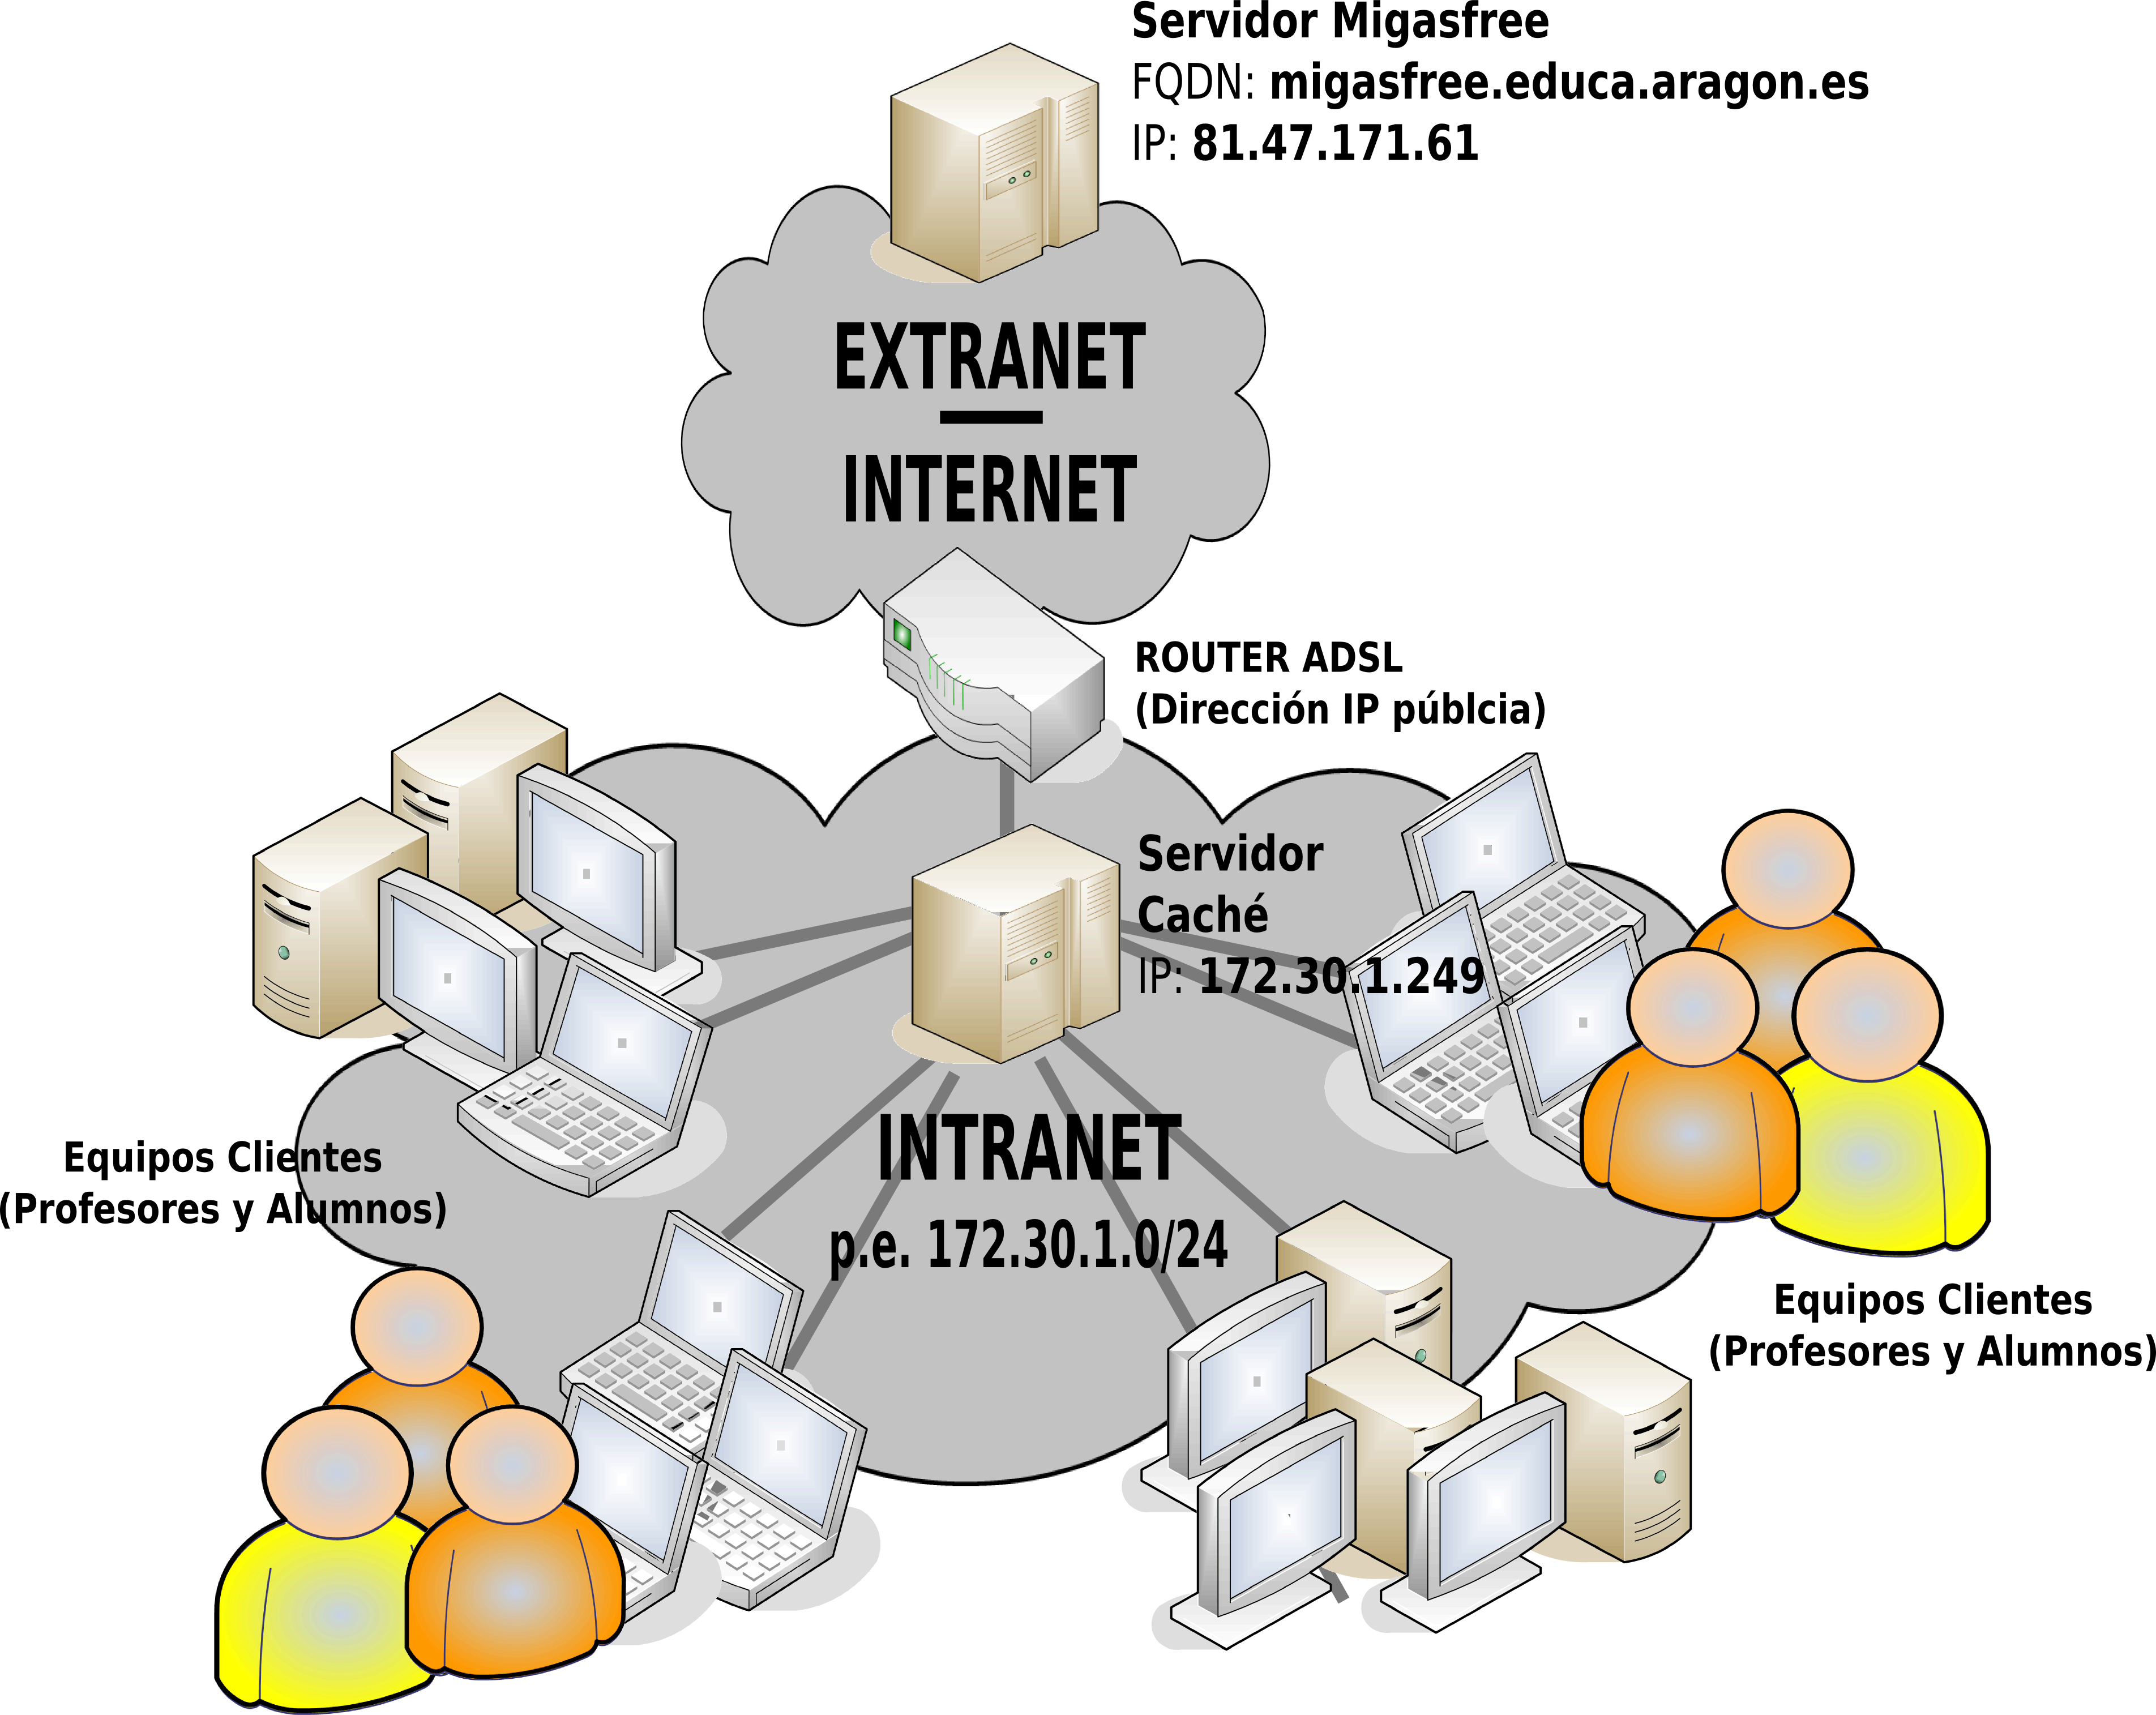 Servidor Migasfree
FQDN: migasfree.educa.aragon.es
IP: 81.47.171.61
EXTRANET
INTERNET
ROUTER ADSL
(Dirección IP públcia)
Servidor
Caché
IP: 172.30.1.249
INTRANET
p.e. 172.30.1.0/24
Equipos Clientes
(Profesores y Alumnos)
Equipos Clientes
(Profesores y Alumnos)